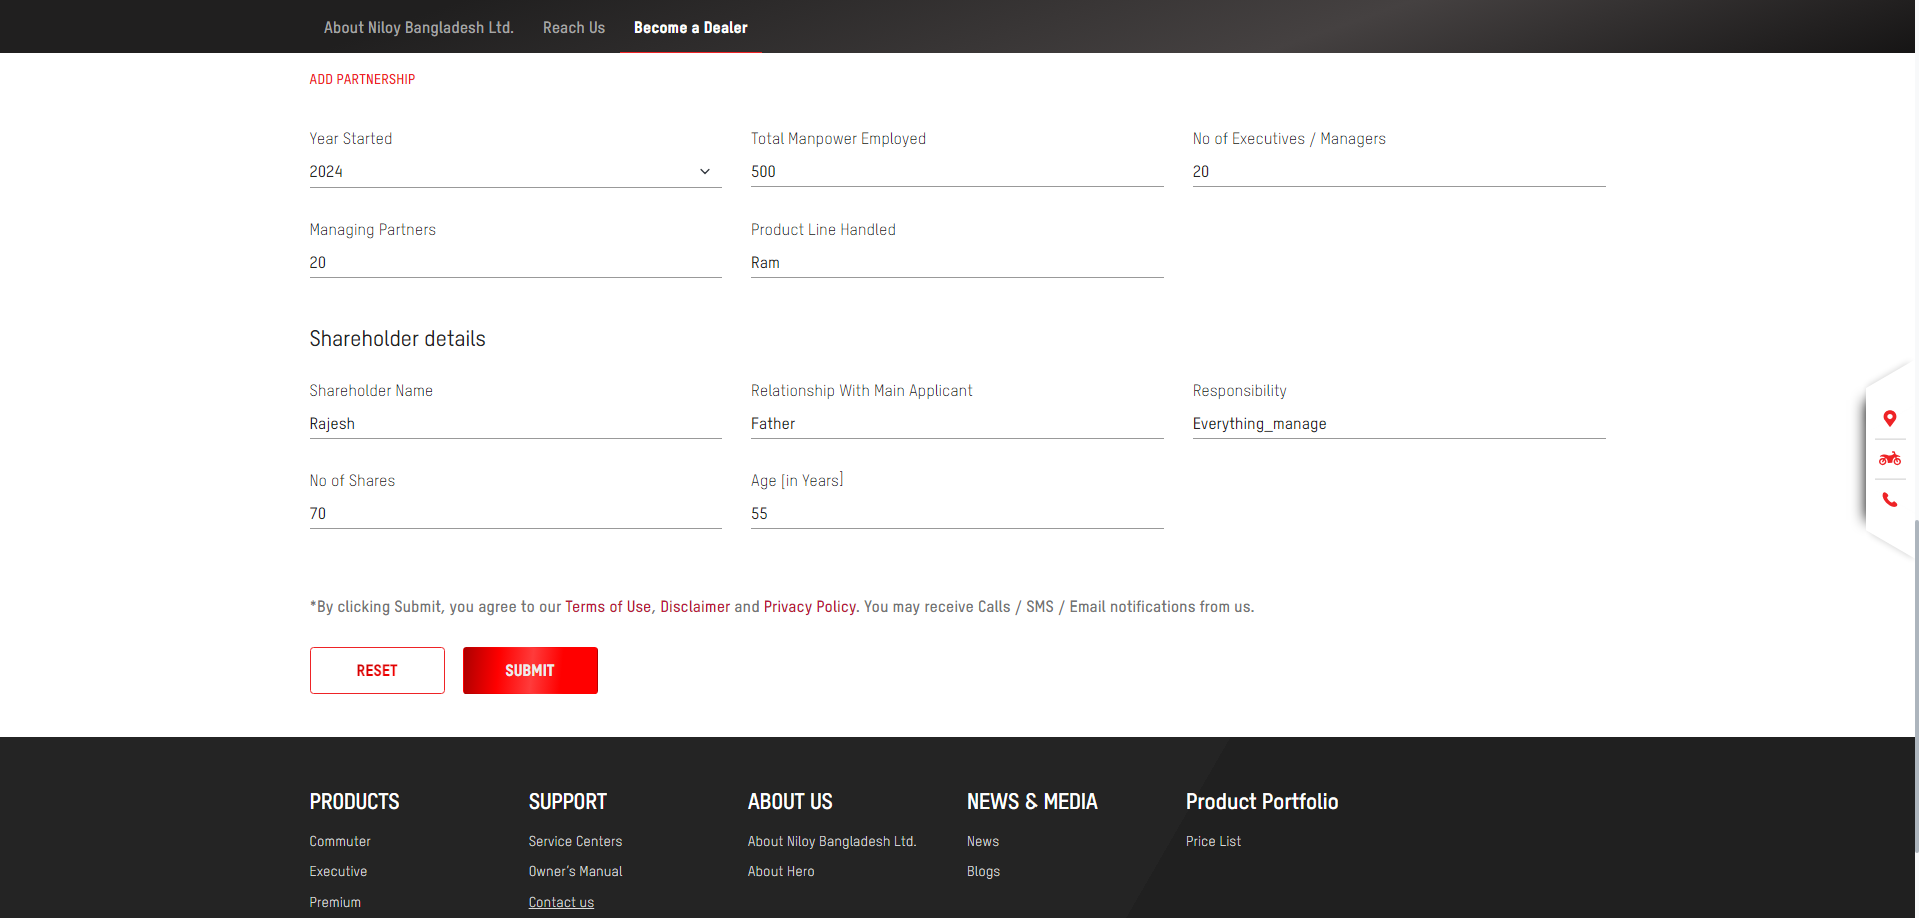 About Niloy Bangladesh Ltd. Reach Us Become a Dealer
ADD PARTNERSHIP
Year Started Total Manpower Employed No of Executives / Managers
2024 500 20
Managing Partners Product Line Handled
20 Ram
Shareholder details
Shareholder Name Relationship With Main Applicant Responsibility
Rajesh Father Everything_manage
No of Shares Age [in Years]
70 55
*By clicking Submit, you agree to our Terms of Use, Disclaimer and Privacy Policy. You may receive Calls / SMS / Email notifications from us.
RESET SUBMIT
PRODUCTS SUPPORT ABOUT US NEWS & MEDIA Product Portfolio
Commuter Service Centers About Niloy Bangladesh Ltd. News Price List
Executive Owner's Manual About Hero Blogs
Premium Contact us